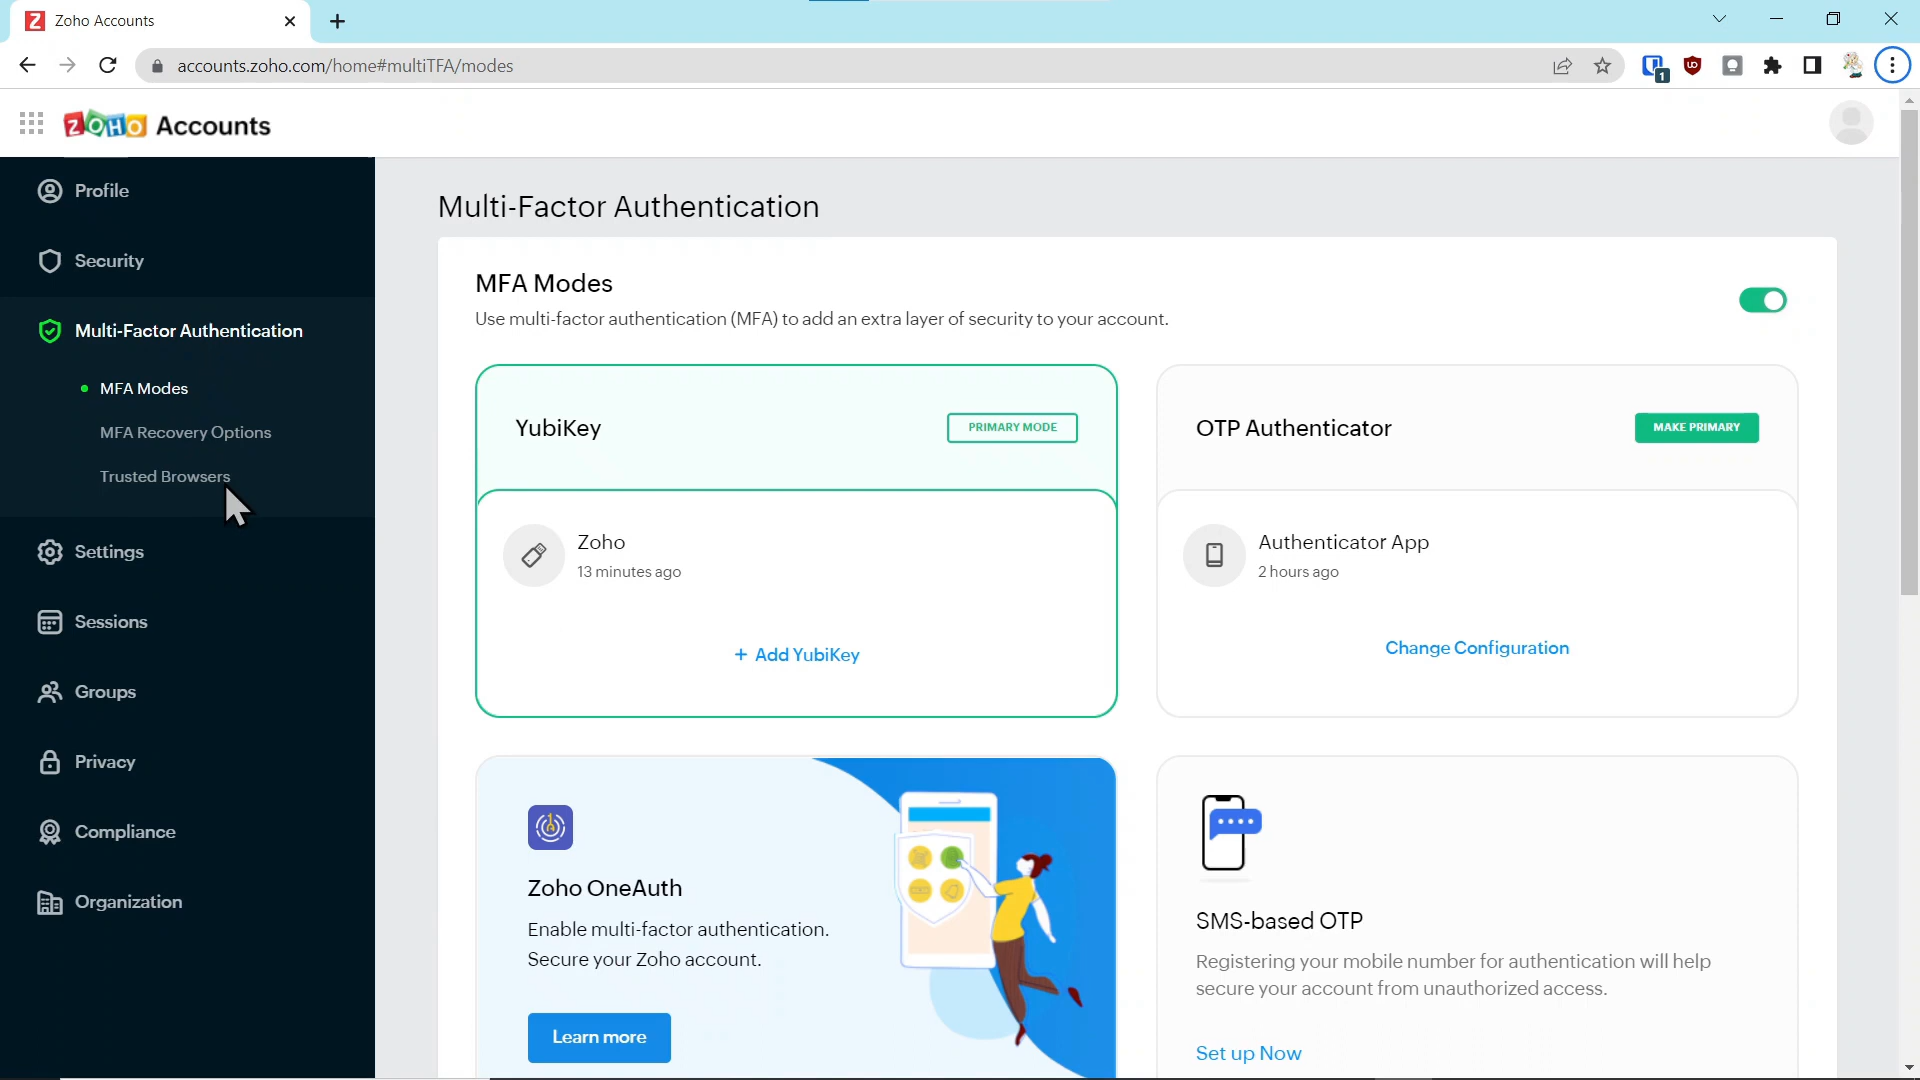 Zoho Accounts
accounts.zoho.com/home#multiTFA/modes
1
ZOHO Accounts
Profile
Security
Multi-Factor Authentication
MFA Modes
MFA Recovery Options
Trusted Browsers
Settings
Sessions
Groups
Privacy
Compliance
Organization
Multi-Factor Authentication
MFA Modes
Use multi-factor authentication (MFA) to add an extra layer of security to your account.
YubiKey
PRIMARY MODE
Zoho
13 minutes ago
+ Add YubiKey
OTP Authenticator
MAKE PRIMARY
Authenticator App
2 hours ago
Change Configuration
Zoho OneAuth
Enable multi-factor authentication.
Secure your Zoho account.
Learn more
SMS-based OTP
Registering your mobile number for authentication will help
secure your account from unauthorized access.
Set up Now